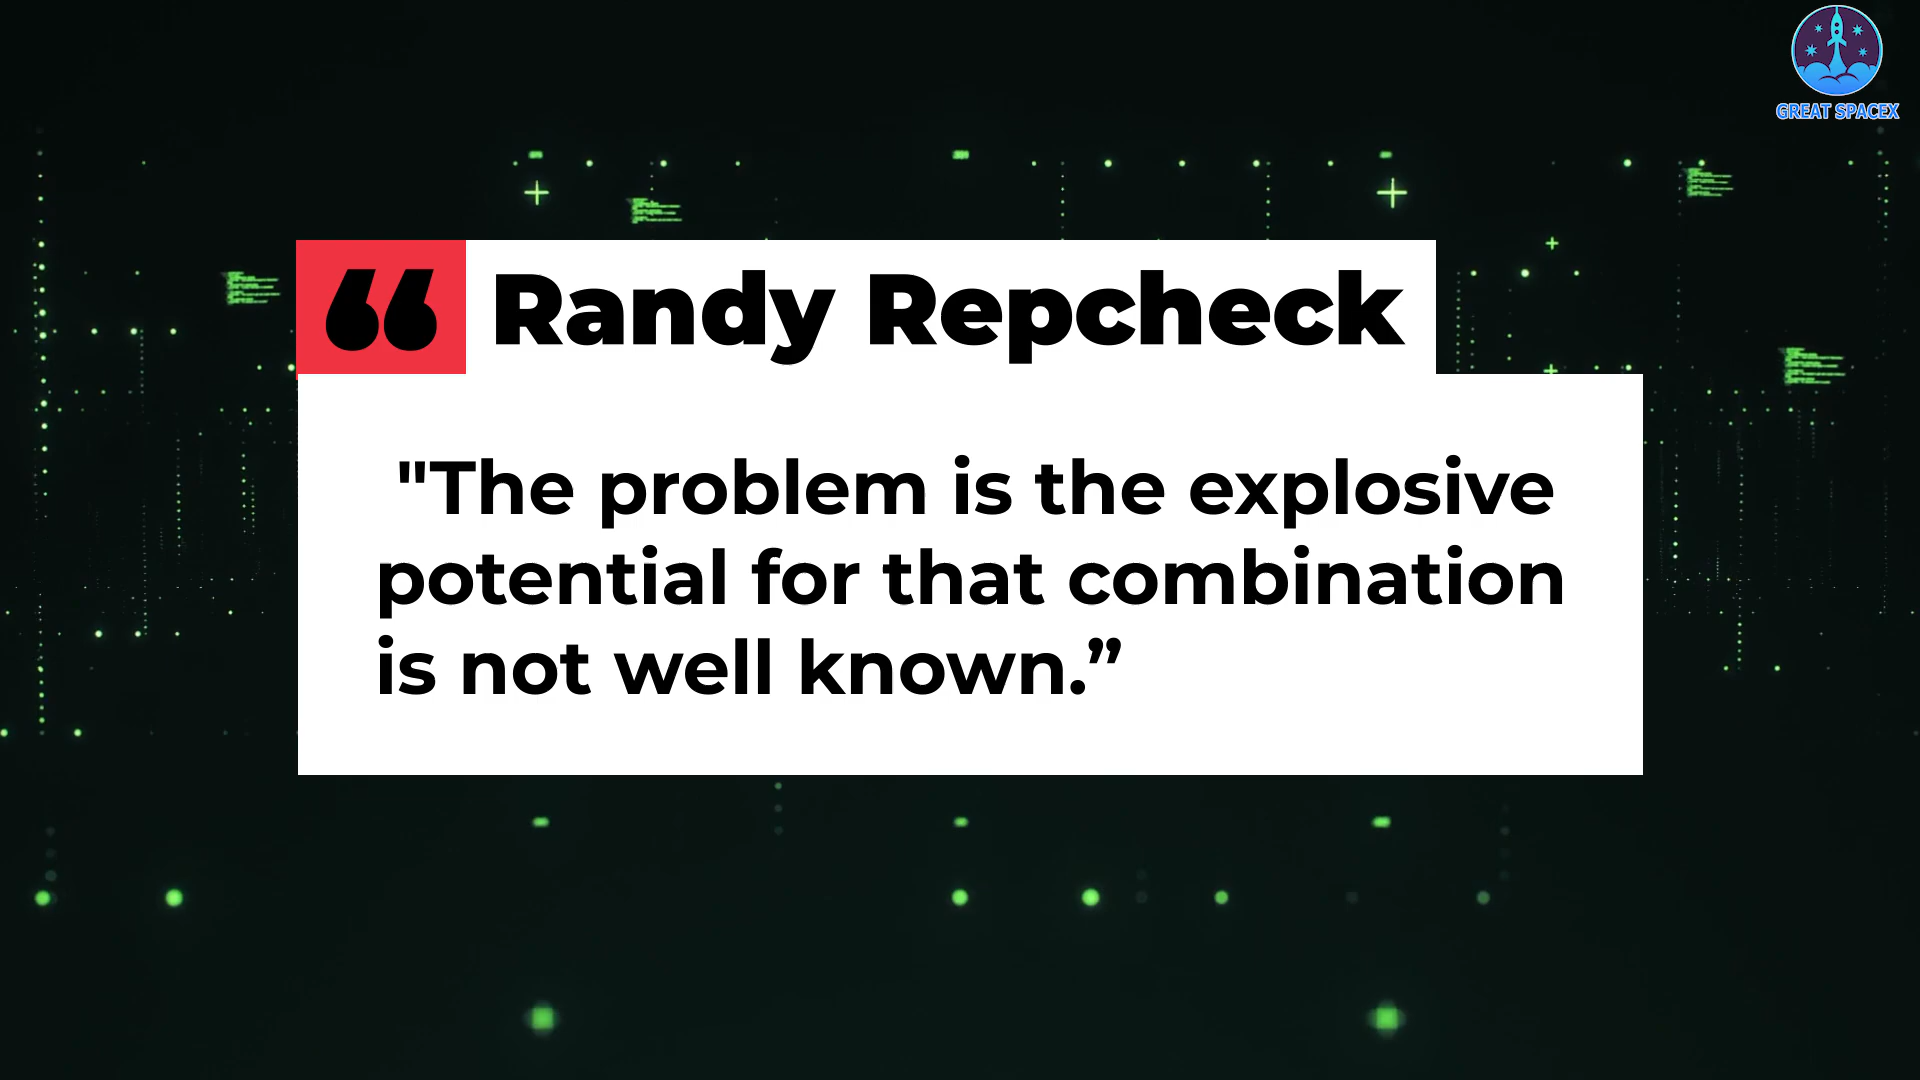 GREAT SPACEX
“ Randy Repcheck
"The problem is the explosive
potential for that combination
is not well known.”